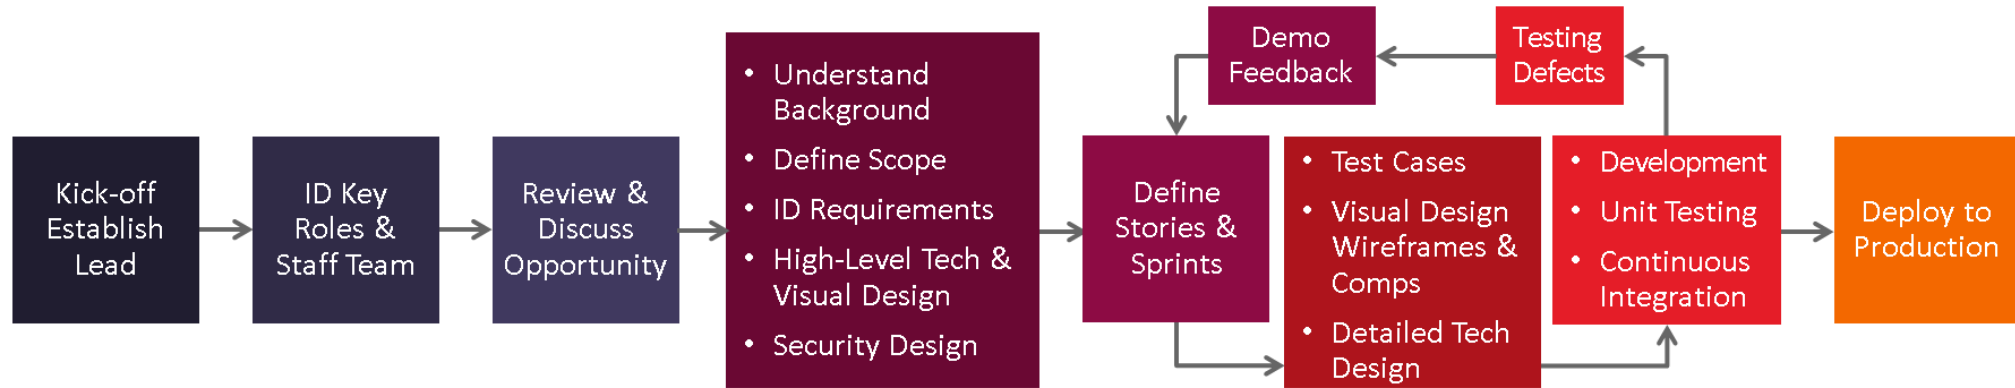 Kick-off
Establish
Lead
ID Key
Roles &
Staff Team
Review &
Discuss
Opportunity
• Understand
Background
• Define Scope
• ID Requirements
• High-Level Tech &
Visual Design
• Security Design
Define
Stories &
Sprints
• Test Cases
• Visual Design
Wireframes &
Comps
• Detailed Tech
Design
• Development
• Unit Testing
• Continuous
Integration
Testing
Defects
Demo
Feedback
Deploy to
Production